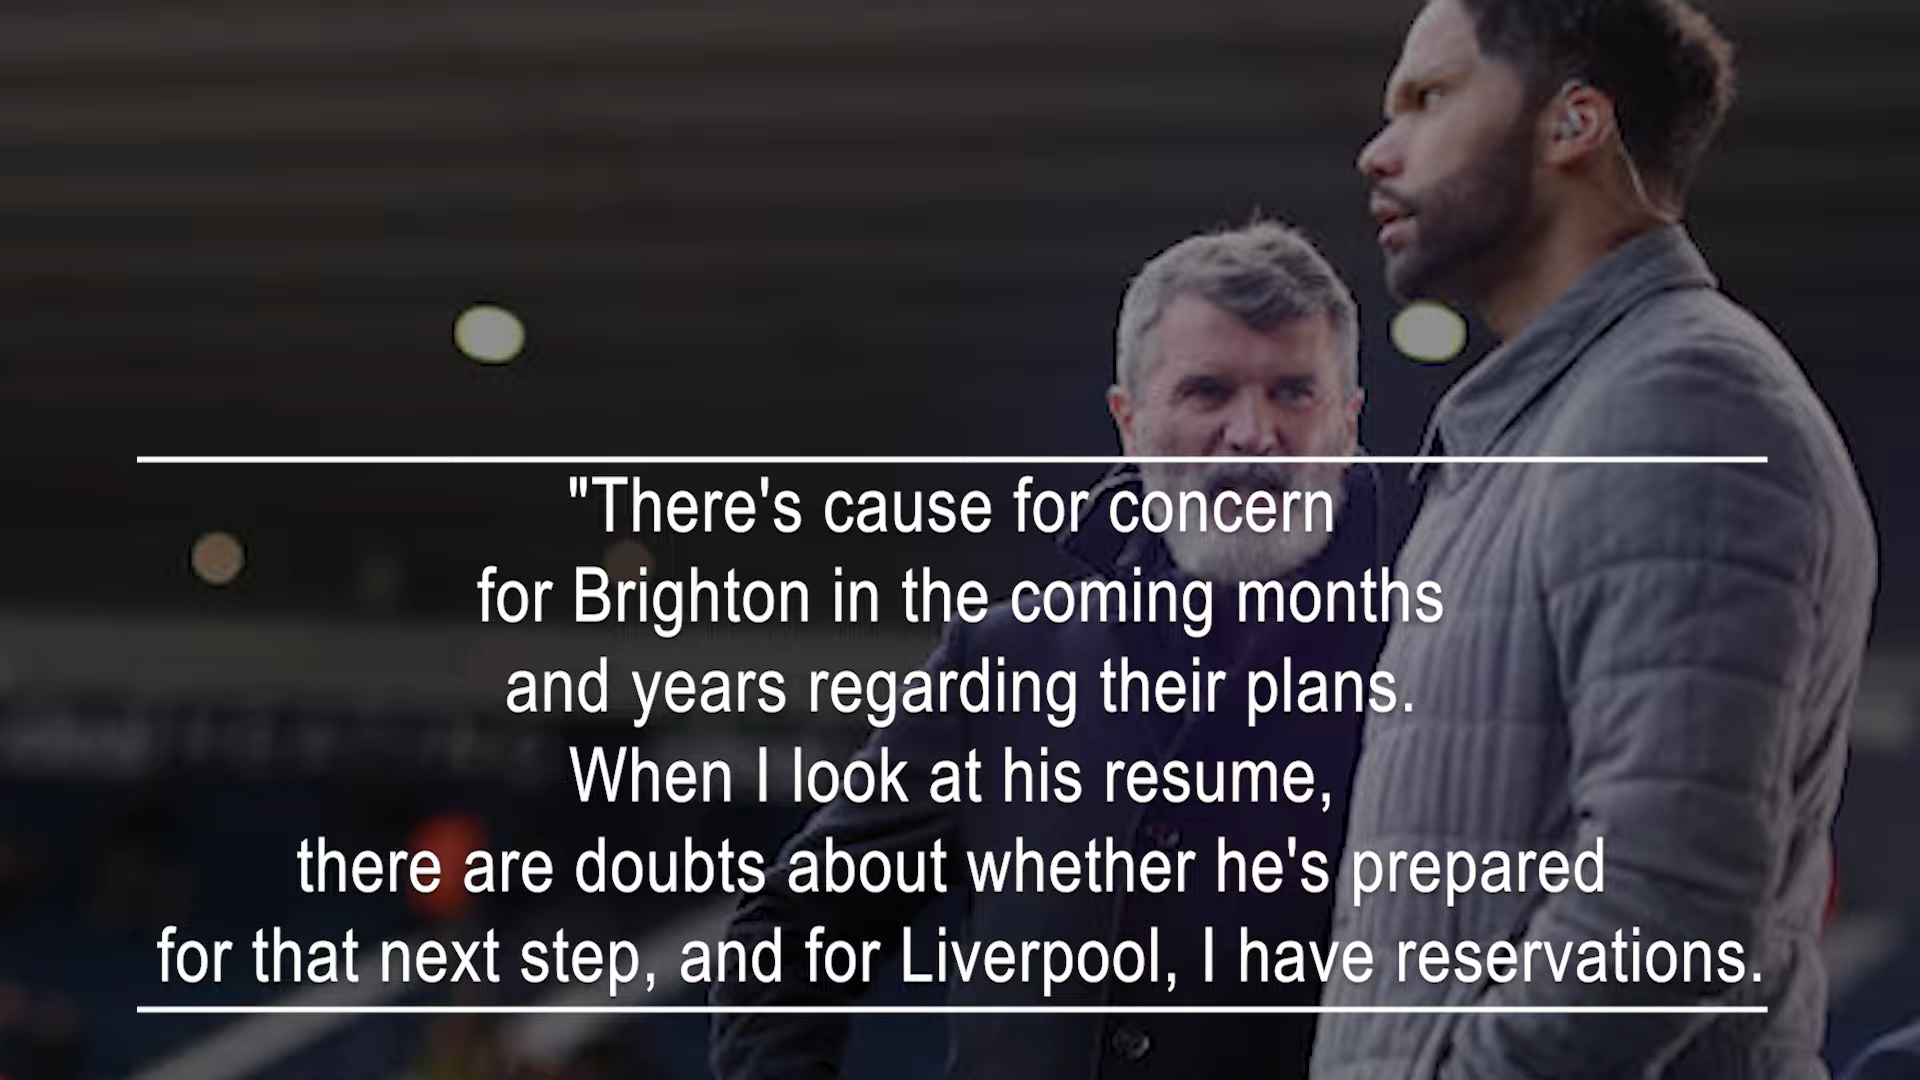 "There's cause for concern
for Brighton in the coming months
and years regarding their plans.
When I look at his resume,
there are doubts about whether he's prepared
for that next step, and for Liverpool, I have reservations.